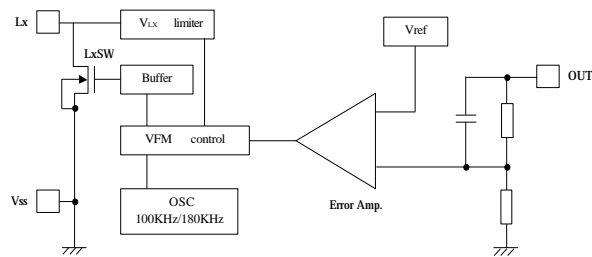 Lx
VLX limiter
LxSW
Vref
Buffer
OUT
VFM control
Vss
OSC
100KHz/180KHz
Error Amp.